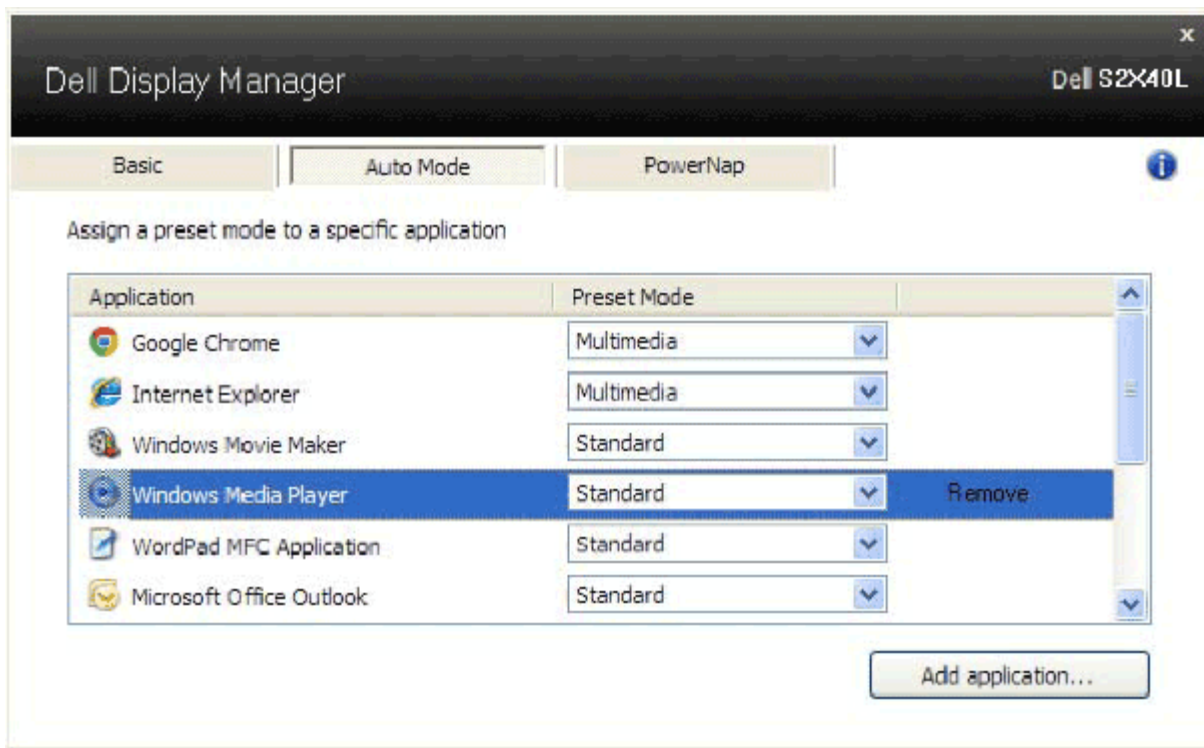 x
Dell Display Manager
Dell S2X40L
Basic Auto Mode PowerNap
Assign a preset mode to a specific application
Application Preset Mode
Google Chrome Multimedia
Internet Explorer Multimedia
Windows Movie Maker Standard
Windows Media Player Standard Remove
WordPad MFC Application Standard
Microsoft Office Outlook Standard
Add application...